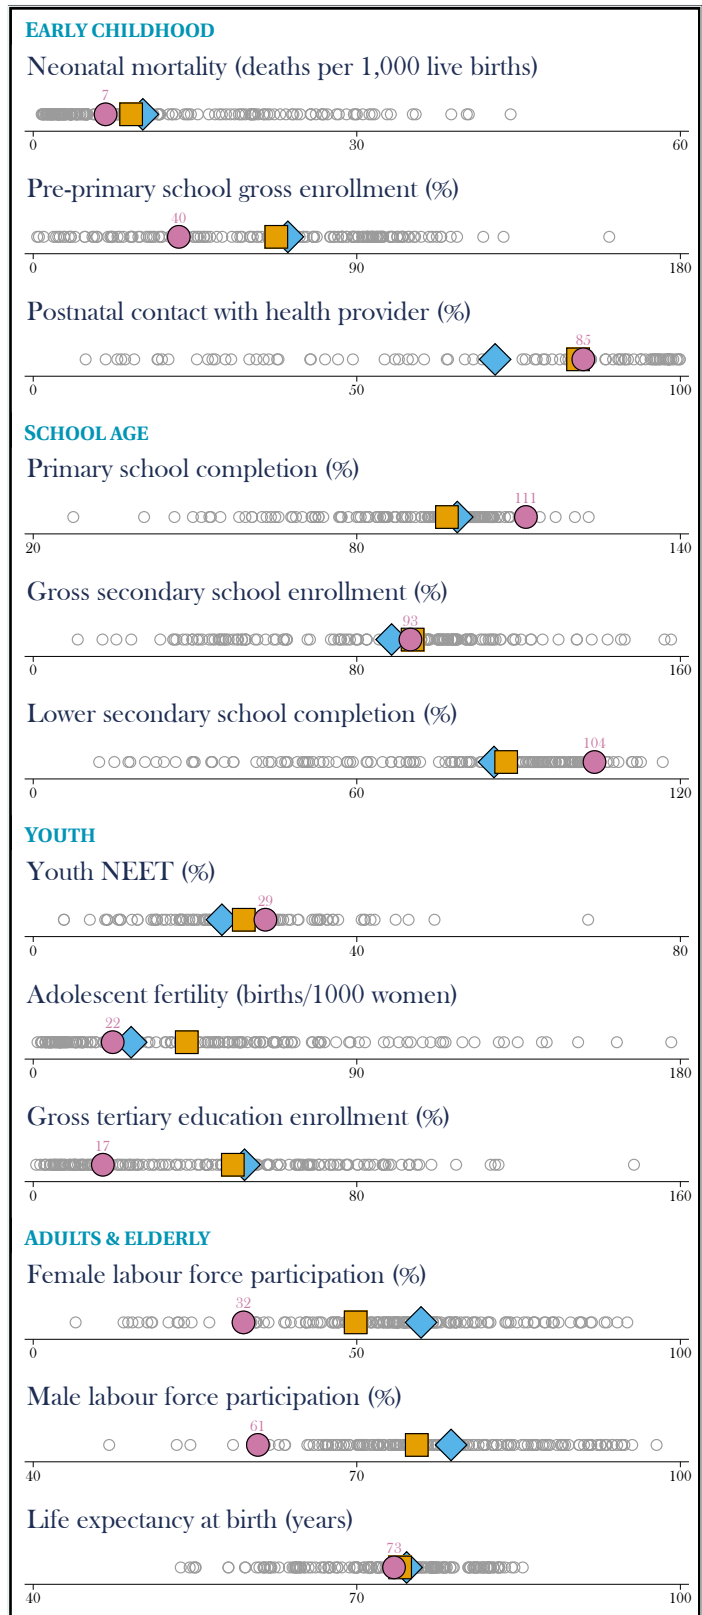 EARLY CHILDHOOD
Neonatal mortality (deaths per 1,000 live births)
7
0 30 60
Pre-primary school gross enrollment (%)
40
0 90 180
Postnatal contact with health provider (%)
85
0 50 100
SCHOOL AGE
Primary school completion (%)
111
20 80 140
Gross secondary school enrollment (%)
93
0 80 160
Lower secondary school completion (%)
104
0 60 120
YOUTH
Youth NEET (%)
29
0 40 80
Adolescent fertility (births/1000 women)
22
0 90 180
Gross tertiary education enrollment (%)
17
0 80 160
ADULTS & ELDERLY
Female labour force participation (%)
32
0 50 100
Male labour force participation (%)
61
40 70 100
Life expectancy at birth (years)
73
40 70 100